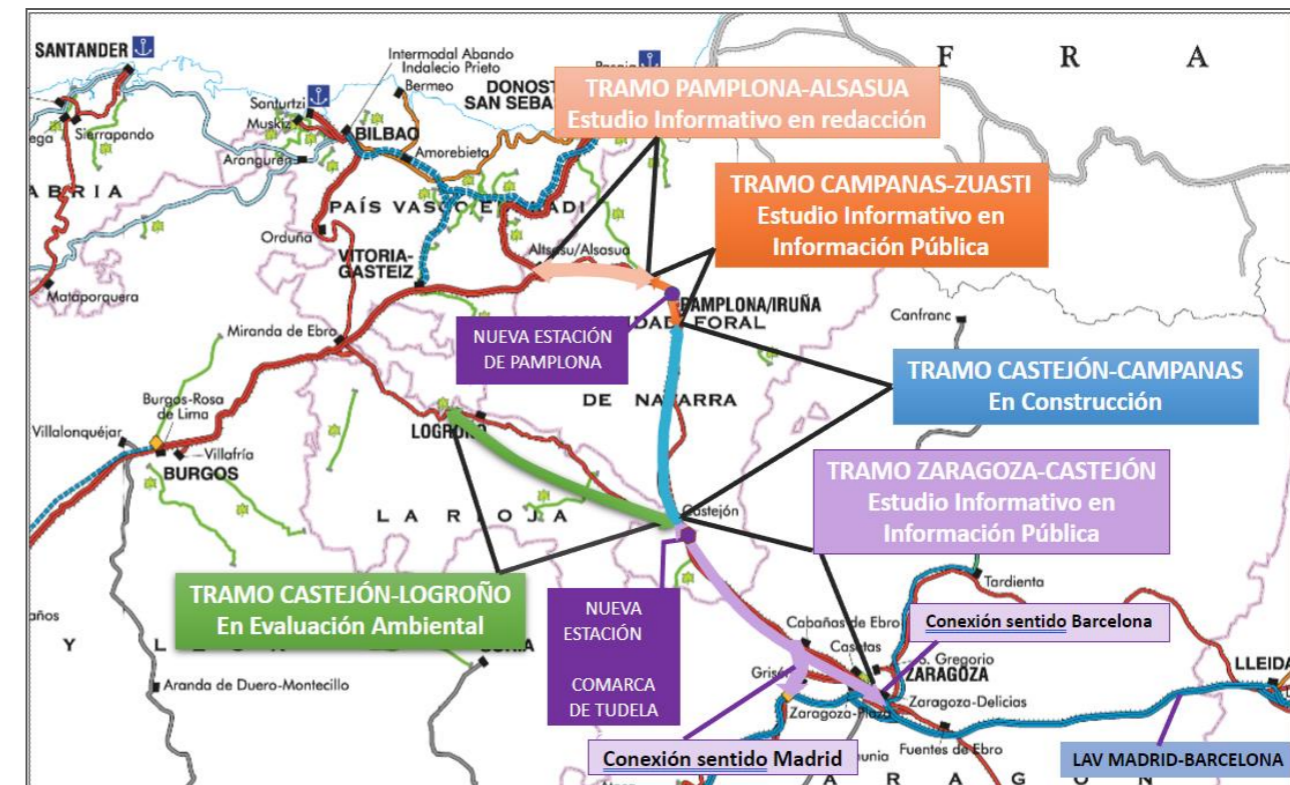 SANTANDER
Intermodal Abando
Indalecio Prieto
Bermeo
F R A
Santurtzi
Muskiz
Sierrapando
BILBAO
Amorebieta
Aranguren
SAN SEBA
TRAMO PAMPLONA-ALSASUA
Estudio Informativo en redacción
TRAMO CAMPANAS-ZUASTI
Estudio Informativo en
Información Pública
PAÍS VASCO
Orduña
VITORIA-
GASTEIZ
Altsasu/Alsasua
Mataporquera
Miranda de Ebro
NUEVA ESTACIÓN
DE PAMPLONA
PAMPLONA/IRUÑA
FORAL
DE NAVARRA
Canfranc
TRAMO CASTEJÓN-CAMPANAS
En Construcción
Burgos-Rosa
de Lima
Villalonquéjar
Villafría
BURGOS
LOGROÑO
LA RIOJA
Castejón
TRAMO ZARAGOZA-CASTEJÓN
Estudio Informativo en
Información Pública
TRAMO CASTEJÓN-LOGROÑO
En Evaluación Ambiental
NUEVA
ESTACIÓN
COMARCA
DE TUDELA
Tardienta
Conexión sentido Barcelona
Cabañas de Ebro
Casetas
S. Gregorio
ZARAGOZA
Zaragoza-Delicias
Zaragoza-Plaza
Fuentes de Ebro
LLEIDA
Aranda de Duero-Montecillo
Conexión sentido Madrid
LAV MADRID-BARCELONA
A R A G O N